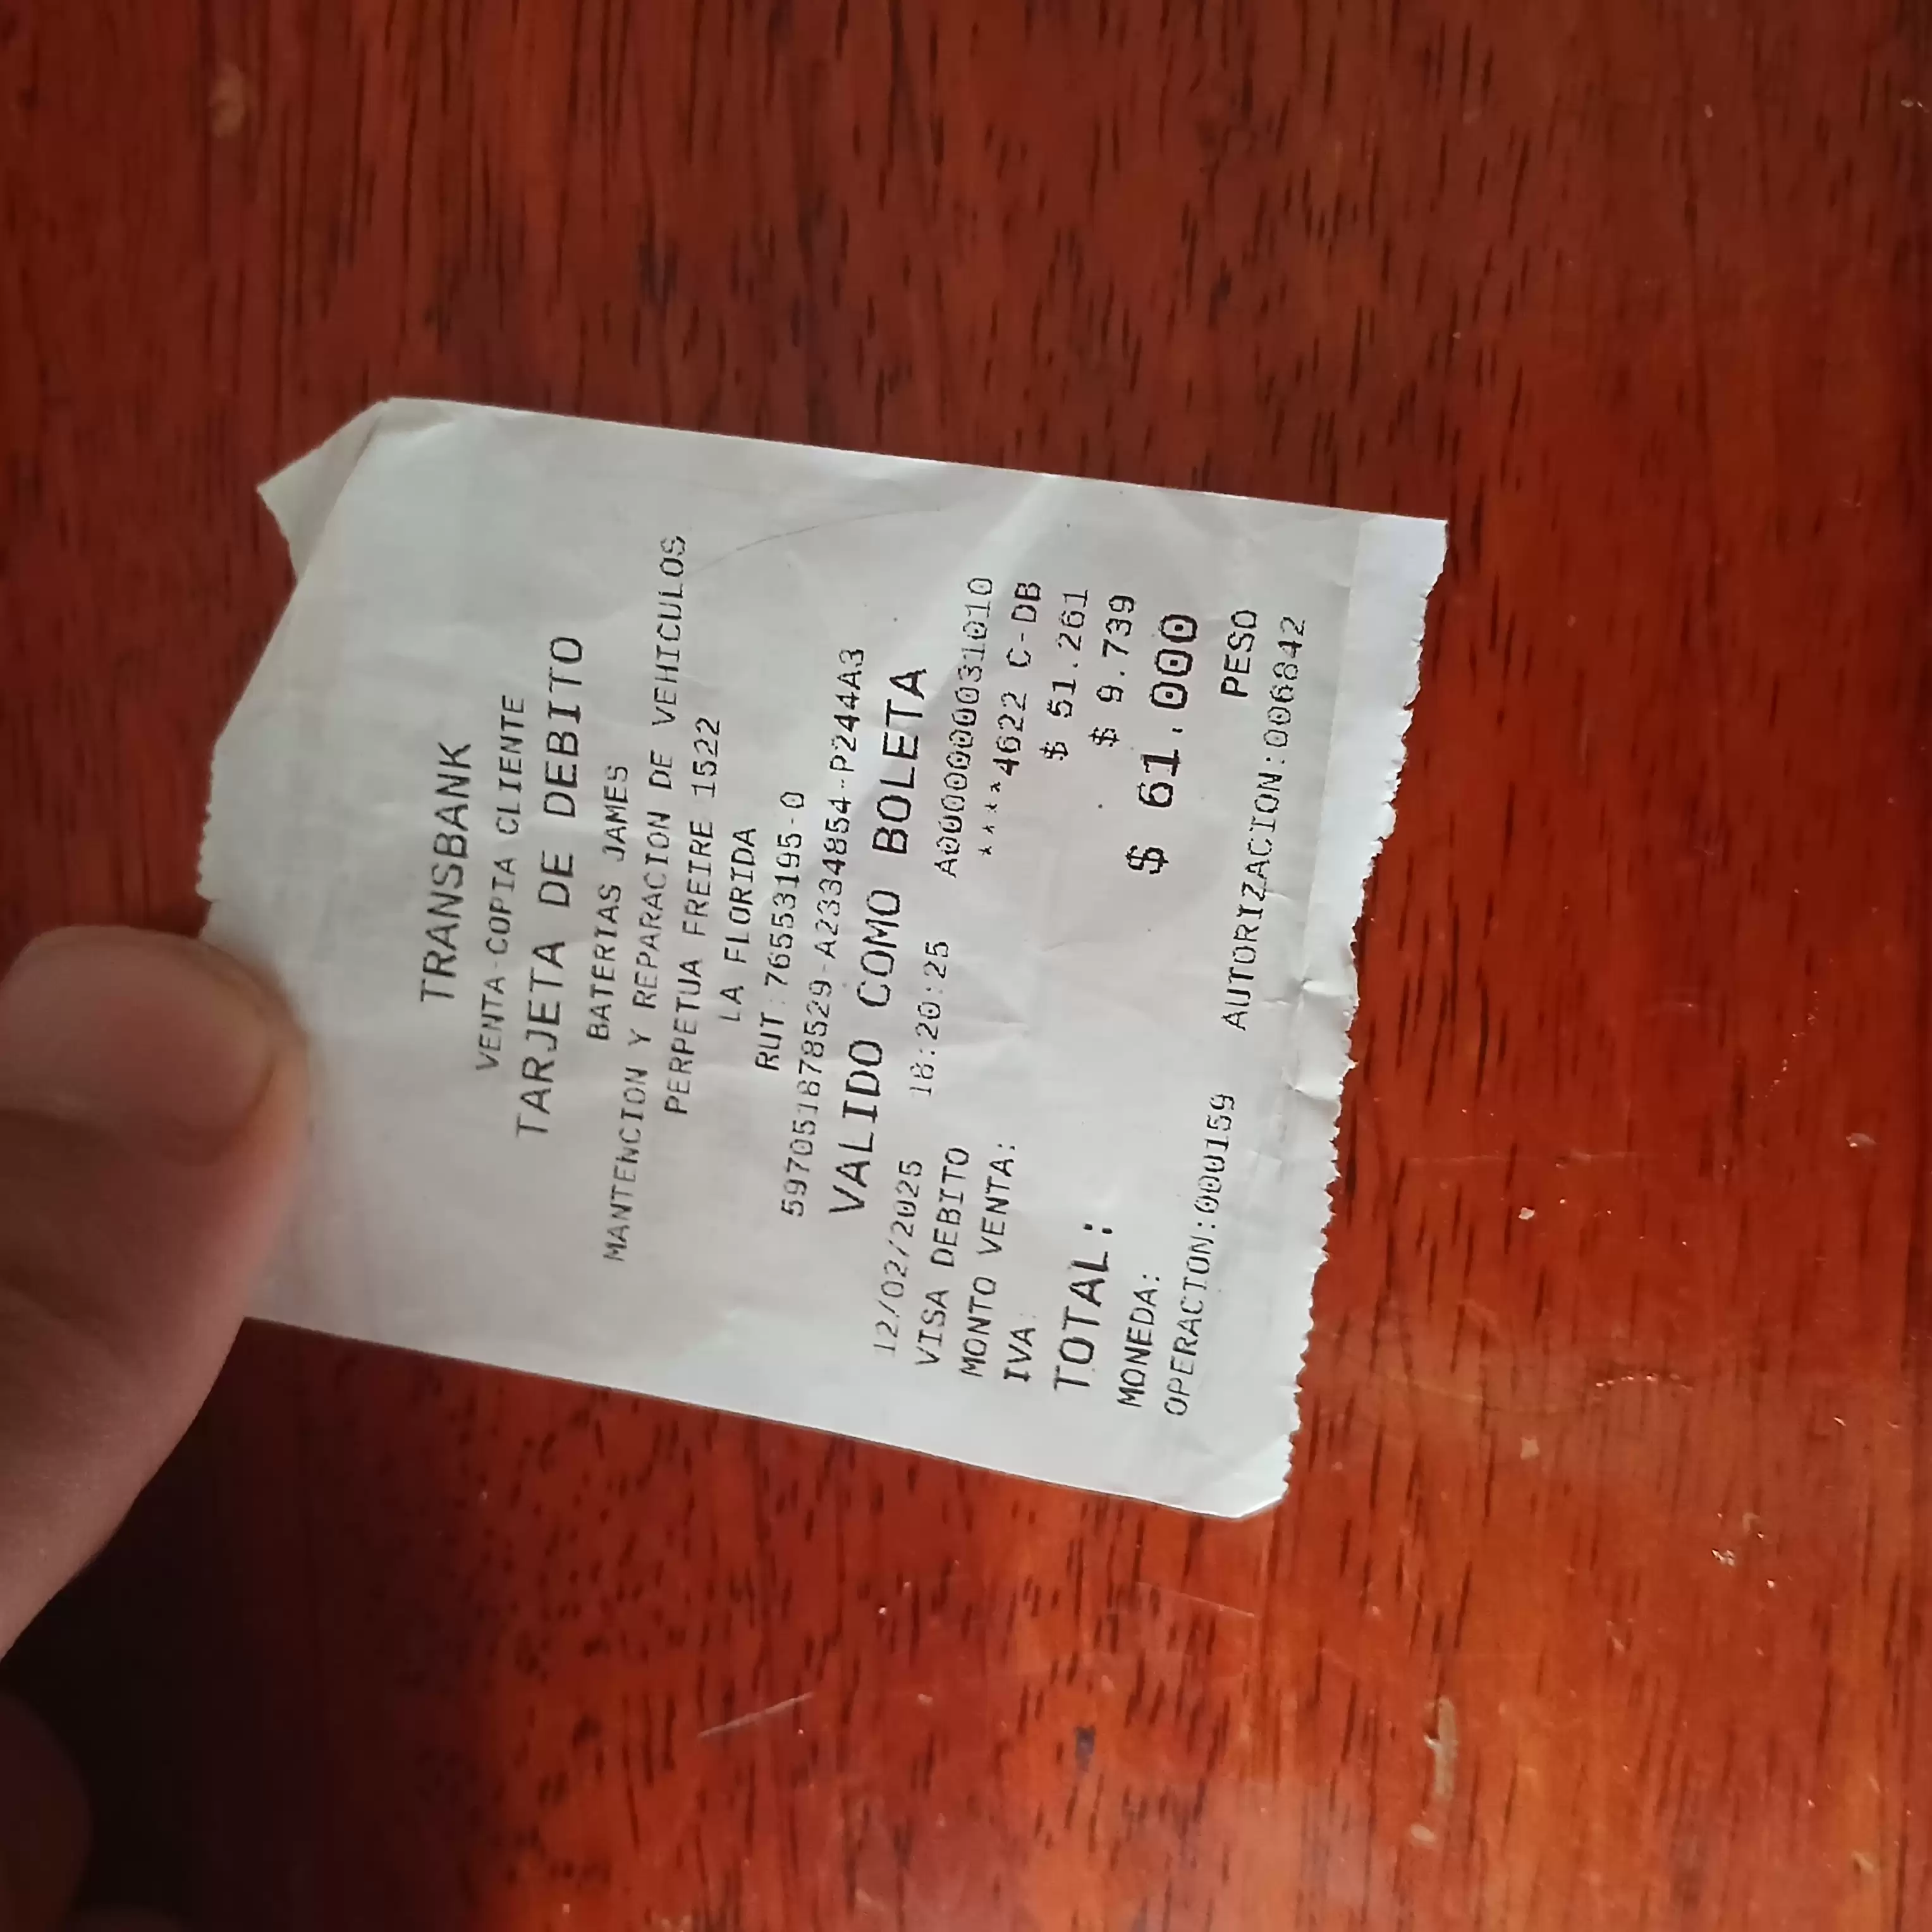 TRANSBANK
VENTA-COPIA CLIENTE
TARJETA DE DEBITO
BATERIAS JAMES
MANTENCION Y REPARACION DE VEHICULOS
PERPETUA FREIRE 1522
LA FLORIDA
RUT:76553195-0
597051878529-A2334854-P244A3
VALIDO COMO BOLETA
12/02/2025 18:20:25 A0000000031010
VISA DEBITO ****4622 C-DB
MONTO VENTA: $ 51.261
IVA: $ 9.739
TOTAL: $ 61.000
MONEDA: PESO
OPERACION:000159 AUTORIZACION:006842